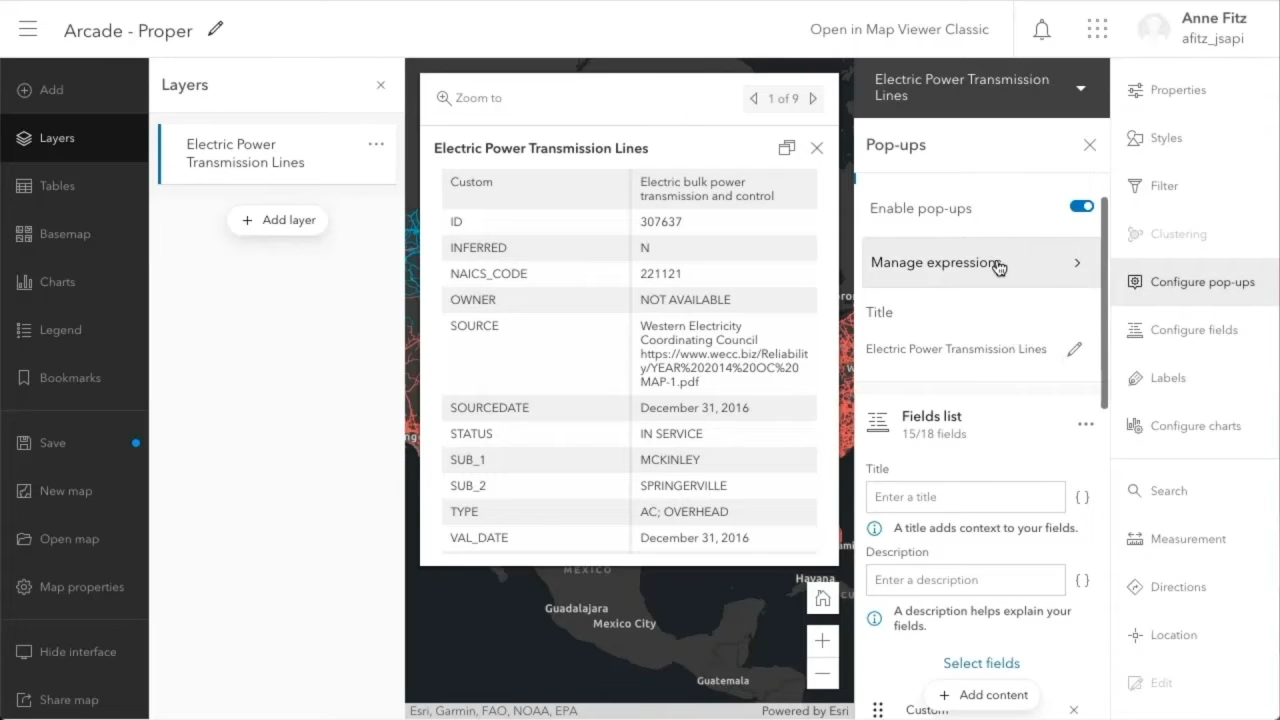 Arcade - Proper
Open in Map Viewer Classic
Anne Fitz
afitz_jsapi
Add
Layers
Tables
Basemap
Charts
Legend
Bookmarks
Save
New map
Open map
Map properties
Hide interface
Share map
Layers
Electric Power
Transmission Lines
Add layer
Zoom to
1 of 9
Electric Power Transmission Lines
Custom
Electric bulk power
transmission and control
ID
307637
INFERRED
N
NAICS_CODE
221121
OWNER
NOT AVAILABLE
SOURCE
Western Electricity
Coordinating Council
https://www.wecc.biz/Reliabilit
y/YEAR%202014%20OC%20
MAP-1.pdf
SOURCEDATE
December 31, 2016
STATUS
IN SERVICE
SUB_1
MCKINLEY
SUB_2
SPRINGERVILLE
TYPE
AC; OVERHEAD
VAL_DATE
December 31, 2016
MEXICO
Guadalajara
Mexico City
Havana
Guatemala
Esri, Garmin, FAO, NOAA, EPA
Powered by Esri
Electric Power Transmission
Lines
Pop-ups
Enable pop-ups
Manage expressions
Title
Electric Power Transmission Lines
Fields list
15/18 fields
Title
Enter a title
{ }
A title adds context to your fields.
Description
Enter a description
{ }
A description helps explain your
fields.
Select fields
Add content
Custom
Properties
Styles
Filter
Clustering
Configure pop-ups
Configure fields
Labels
Configure charts
Search
Measurement
Directions
Location
Edit